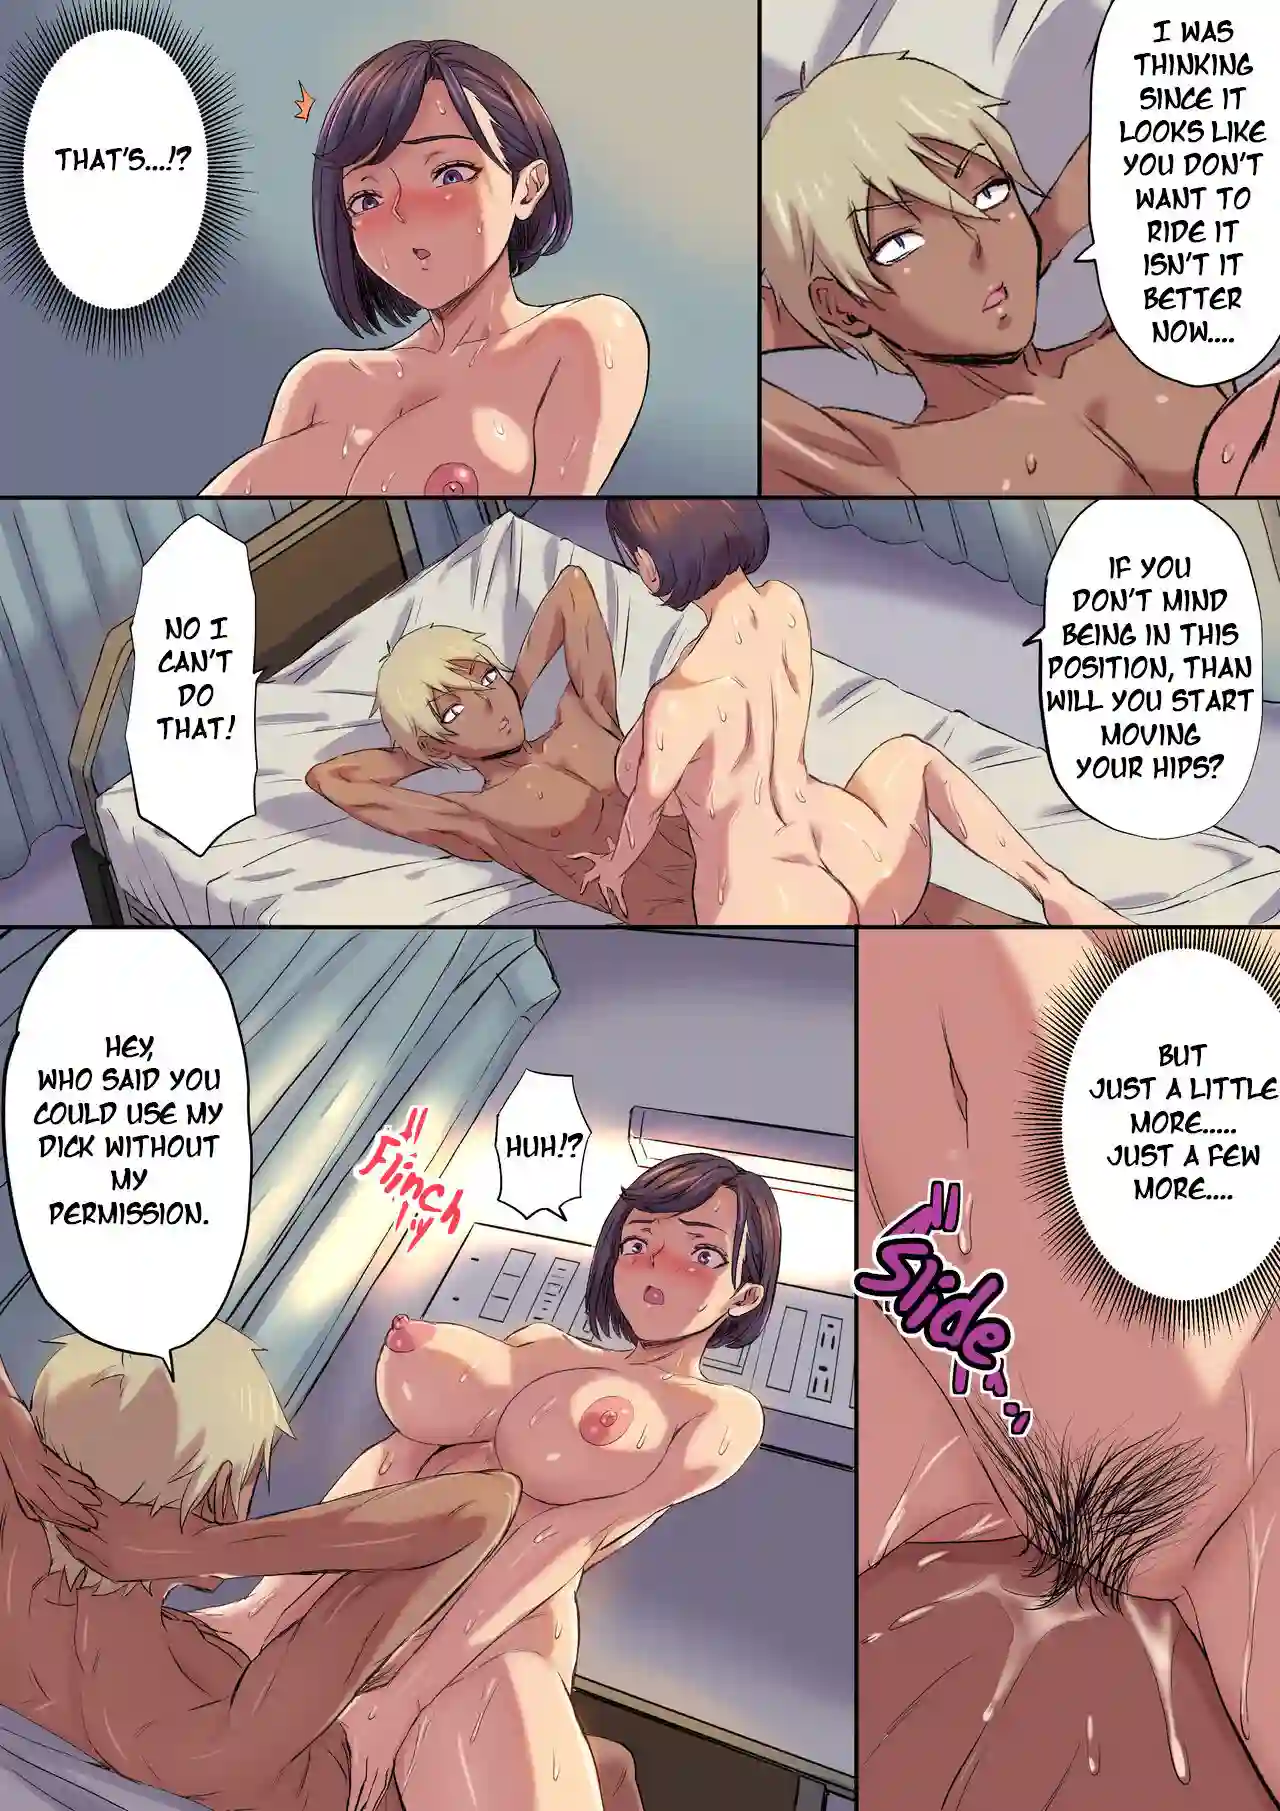 I WAS
THINKING
SINCE IT
LOOKS LIKE
YOU DON'T
WANT TO
RIDE IT
ISN'T IT
BETTER
NOW....
THAT'S...!?
IF YOU
DON'T MIND
BEING IN THIS
POSITION, THAN
WILL YOU START
MOVING
YOUR HIPS?
NO I
CAN'T
DO
THAT!
BUT
JUST A LITTLE
MORE.....
JUST A FEW
MORE....
Slide
HUH!?
Flinch
HEY,
WHO SAID YOU
COULD USE MY
DICK WITHOUT
MY
PERMISSION.